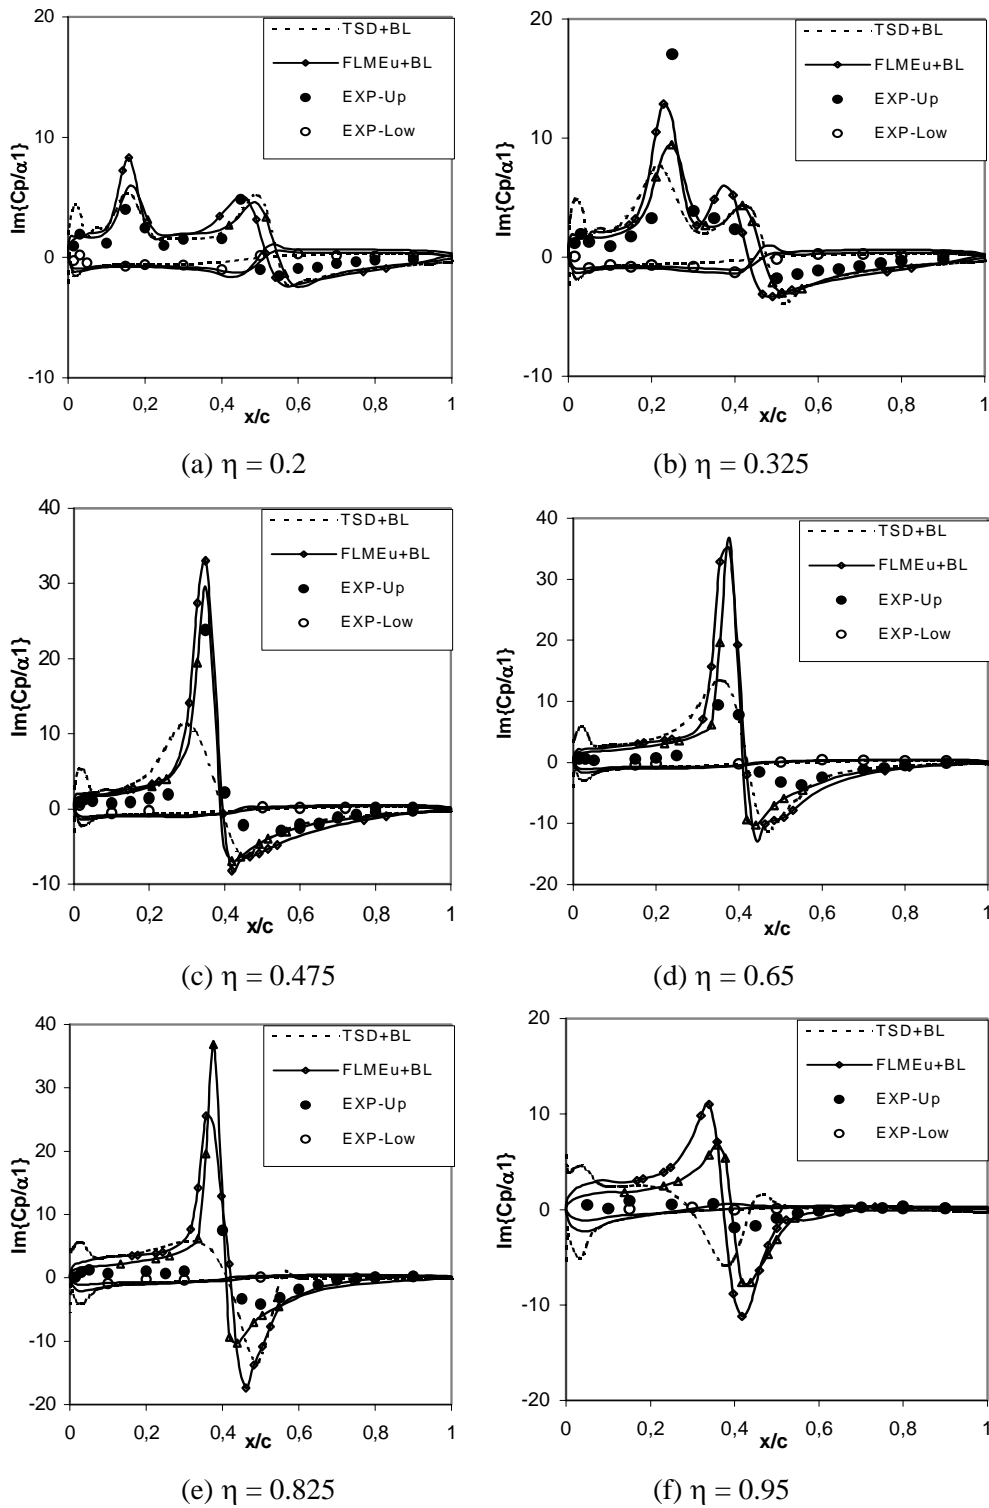 20
10
0
-10
Im{Cp/α1}
TSD+BL
FLMEu+BL
EXP-Up
EXP-Low
0 0,2 0,4 0,6 0,8 1
x/c
(a) η = 0.2
20
10
0
-10
Im{Cp/α1}
TSD+BL
FLMEu+BL
EXP-Up
EXP-Low
0 0,2 0,4 0,6 0,8 1
x/c
(b) η = 0.325
40
30
20
10
0
-10
Im{Cp/α1}
TSD+BL
FLMEu+BL
EXP-Up
EXP-Low
0 0,2 0,4 0,6 0,8 1
x/c
(c) η = 0.475
40
30
20
10
0
-10
-20
Im{Cp/α1}
TSD+BL
FLMEu+BL
EXP-Up
EXP-Low
0 0,2 0,4 0,6 0,8 1
x/c
(d) η = 0.65
40
30
20
10
0
-10
-20
Im{Cp/α1}
TSD+BL
FLMEu+BL
EXP-Up
EXP-Low
0 0,2 0,4 0,6 0,8 1
x/c
(e) η = 0.825
20
10
0
-10
-20
Im{Cp/α1}
TSD+BL
FLMEu+BL
EXP-Up
EXP-Low
0 0,2 0,4 0,6 0,8 1
x/c
(f) η = 0.95